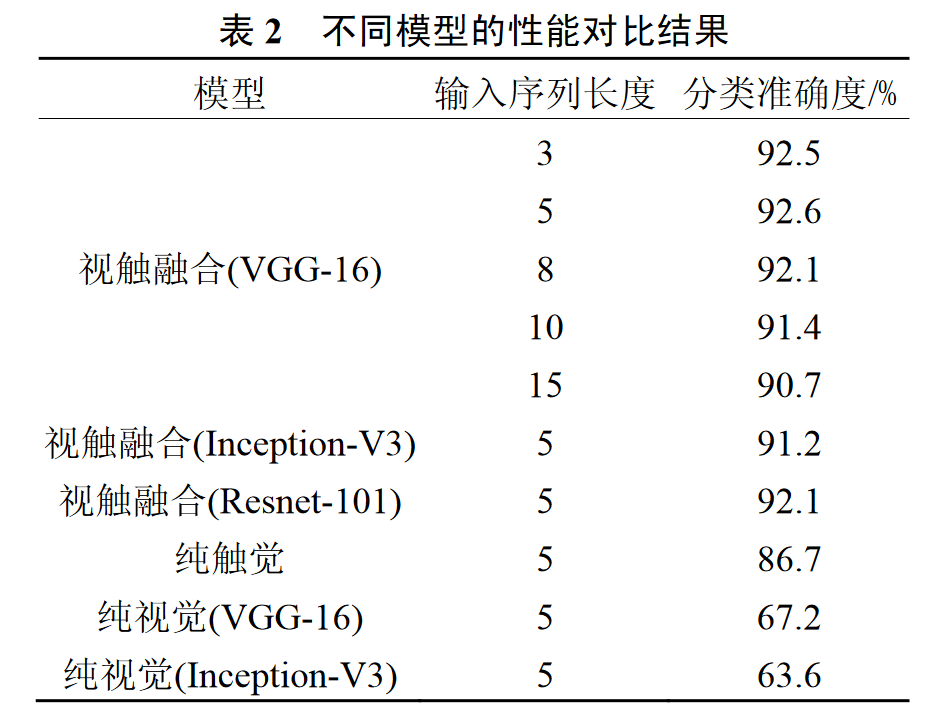 表 2 不同模型的性能对比结果
模型 输入序列长度 分类准确度/%
3 92.5
5 92.6
视触融合(VGG-16) 8 92.1
10 91.4
15 90.7
视触融合(Inception-V3) 5 91.2
视触融合(Resnet-101) 5 92.1
纯触觉 5 86.7
纯视觉(VGG-16) 5 67.2
纯视觉(Inception-V3) 5 63.6